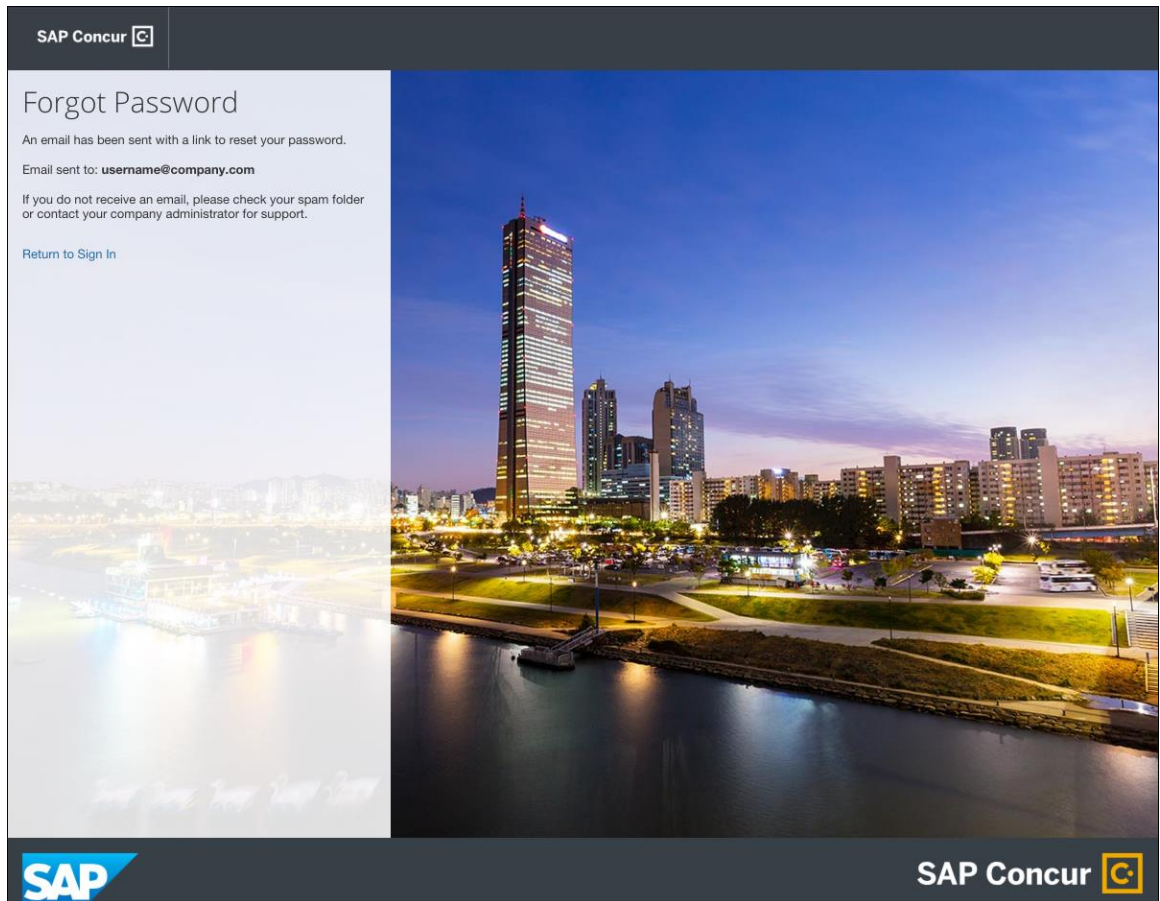 SAP Concur
Forgot Password
An email has been sent with a link to reset your password.
Email sent to: username@company.com
If you do not receive an email, please check your spam folder
or contact your company administrator for support.
Return to Sign In
SAP
SAP Concur